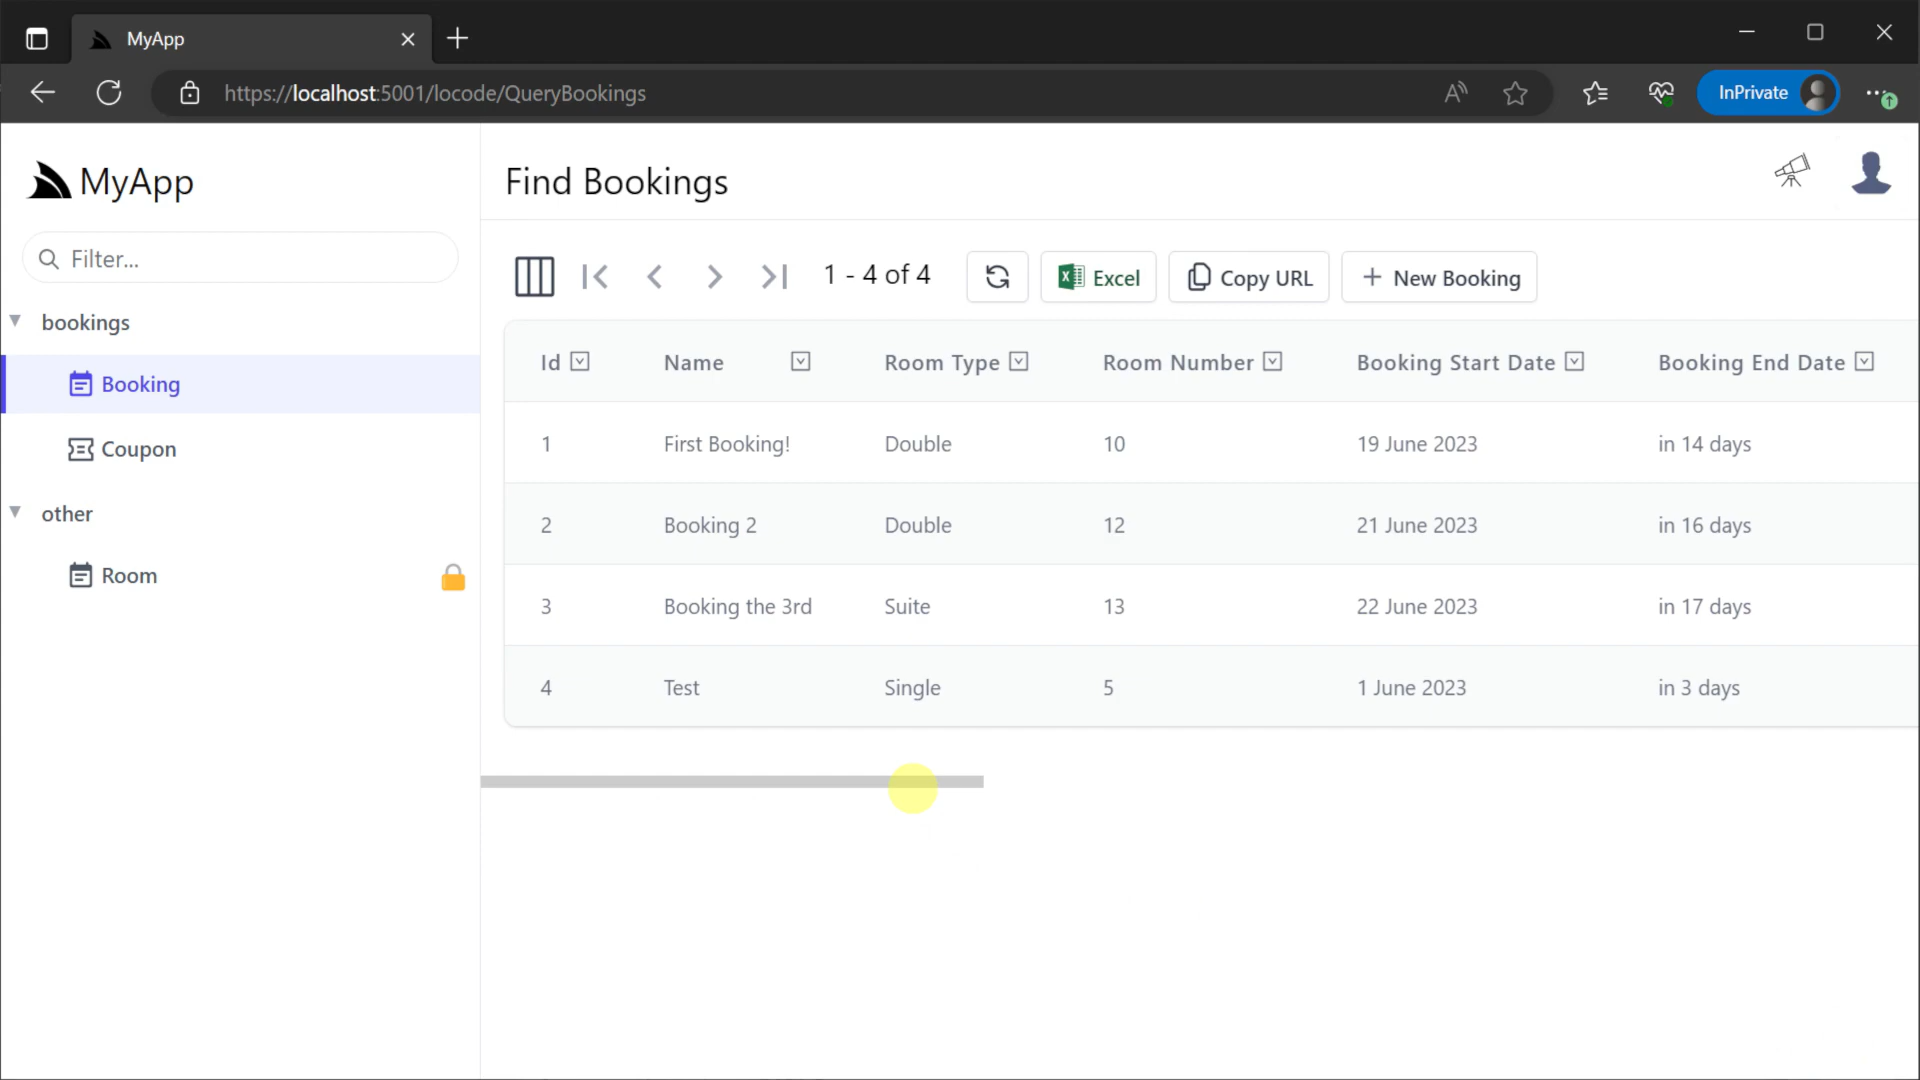 MyApp
https://localhost:5001/locode/QueryBookings
InPrivate
MyApp
Filter...
bookings
Booking
Coupon
other
Room
Find Bookings
1 - 4 of 4
Excel
Copy URL
New Booking
Id Name Room Type Room Number Booking Start Date Booking End Date
1 First Booking! Double 10 19 June 2023 in 14 days
2 Booking 2 Double 12 21 June 2023 in 16 days
3 Booking the 3rd Suite 13 22 June 2023 in 17 days
4 Test Single 5 1 June 2023 in 3 days